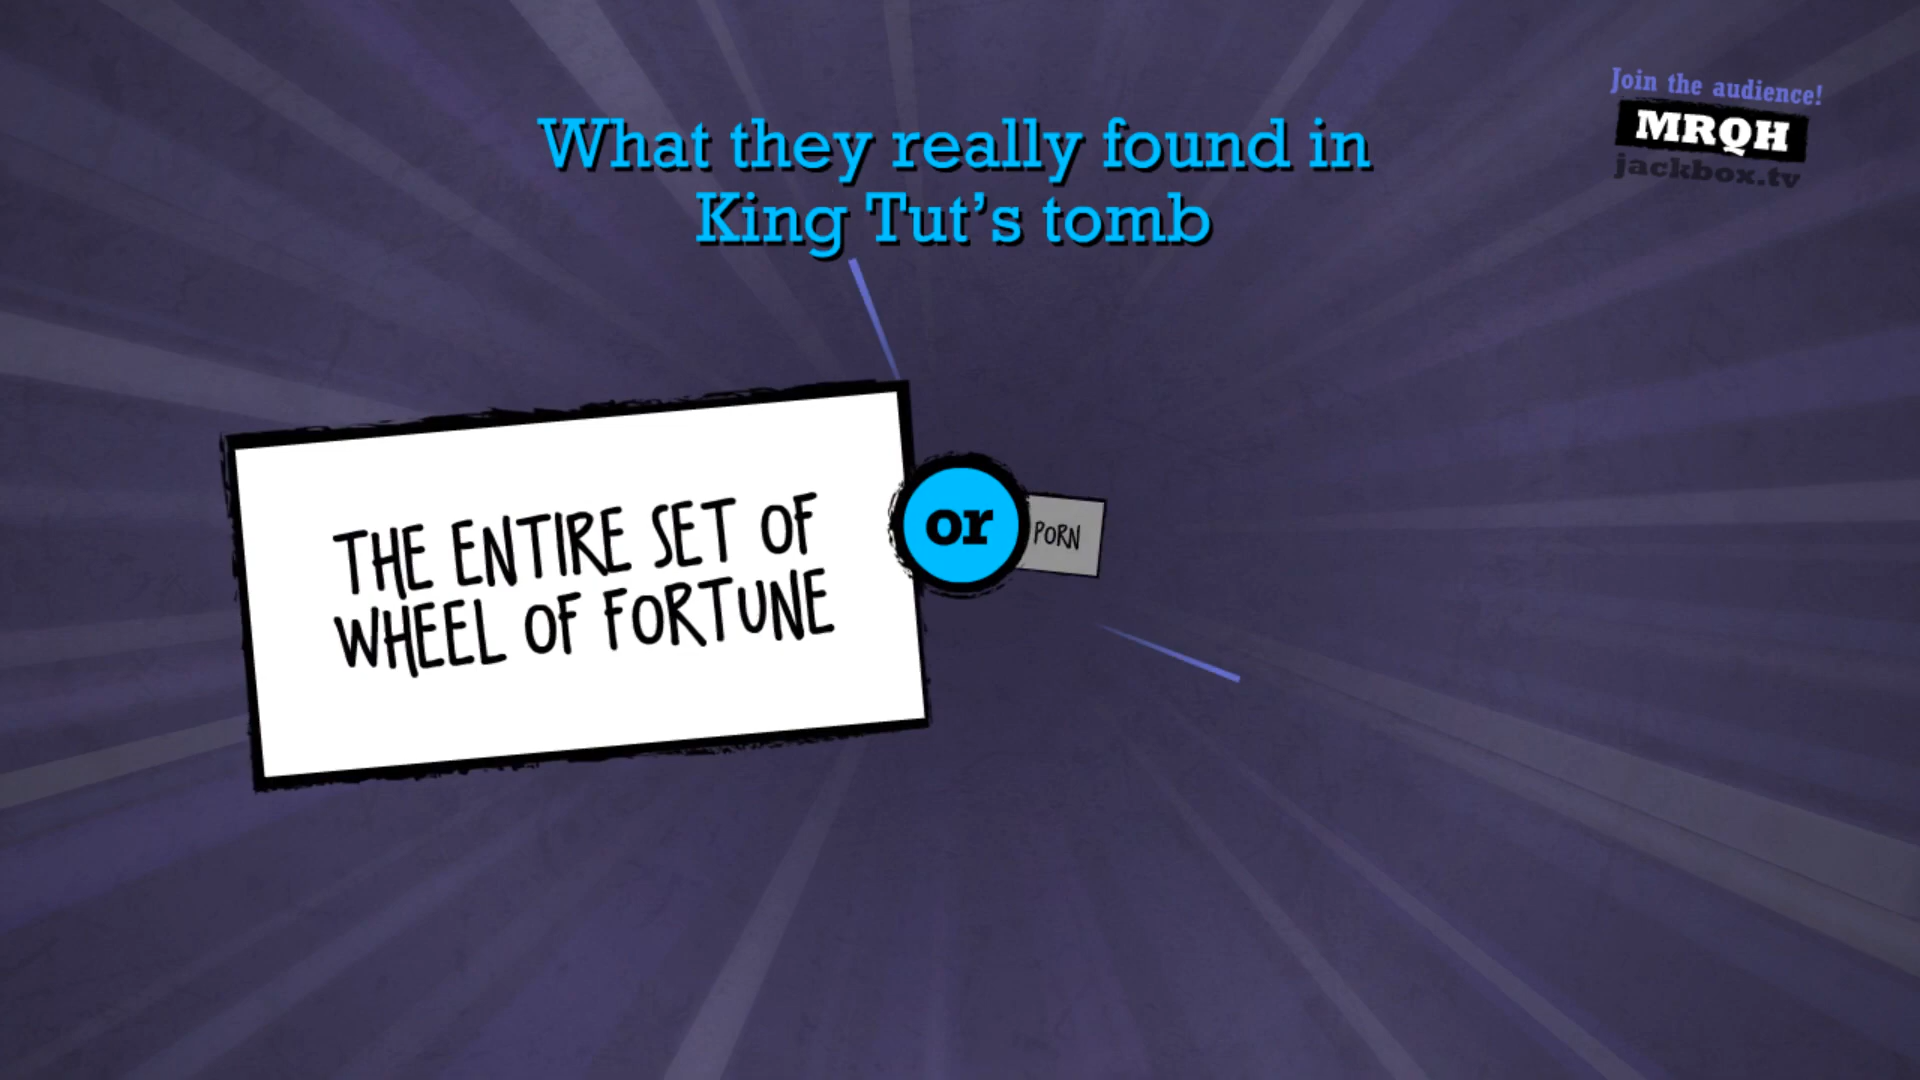 Join the audience!
MRQH
jackbox.tv
What they really found in
King Tut's tomb
THE ENTIRE SET OF
WHEEL OF FORTUNE
or
PORN